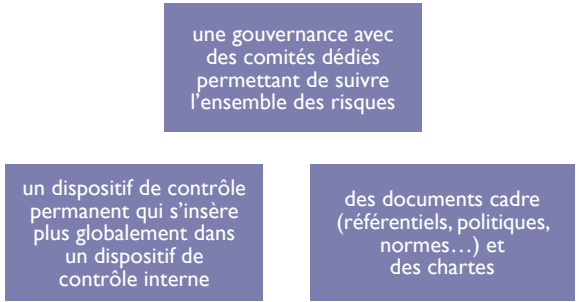 une gouvernance avec
des comités dédiés
permettant de suivre
l’ensemble des risques
un dispositif de contrôle
permanent qui s’insère
plus globalement dans
un dispositif de
contrôle interne
des documents cadre
(référentiels, politiques,
normes…) et
des chartes